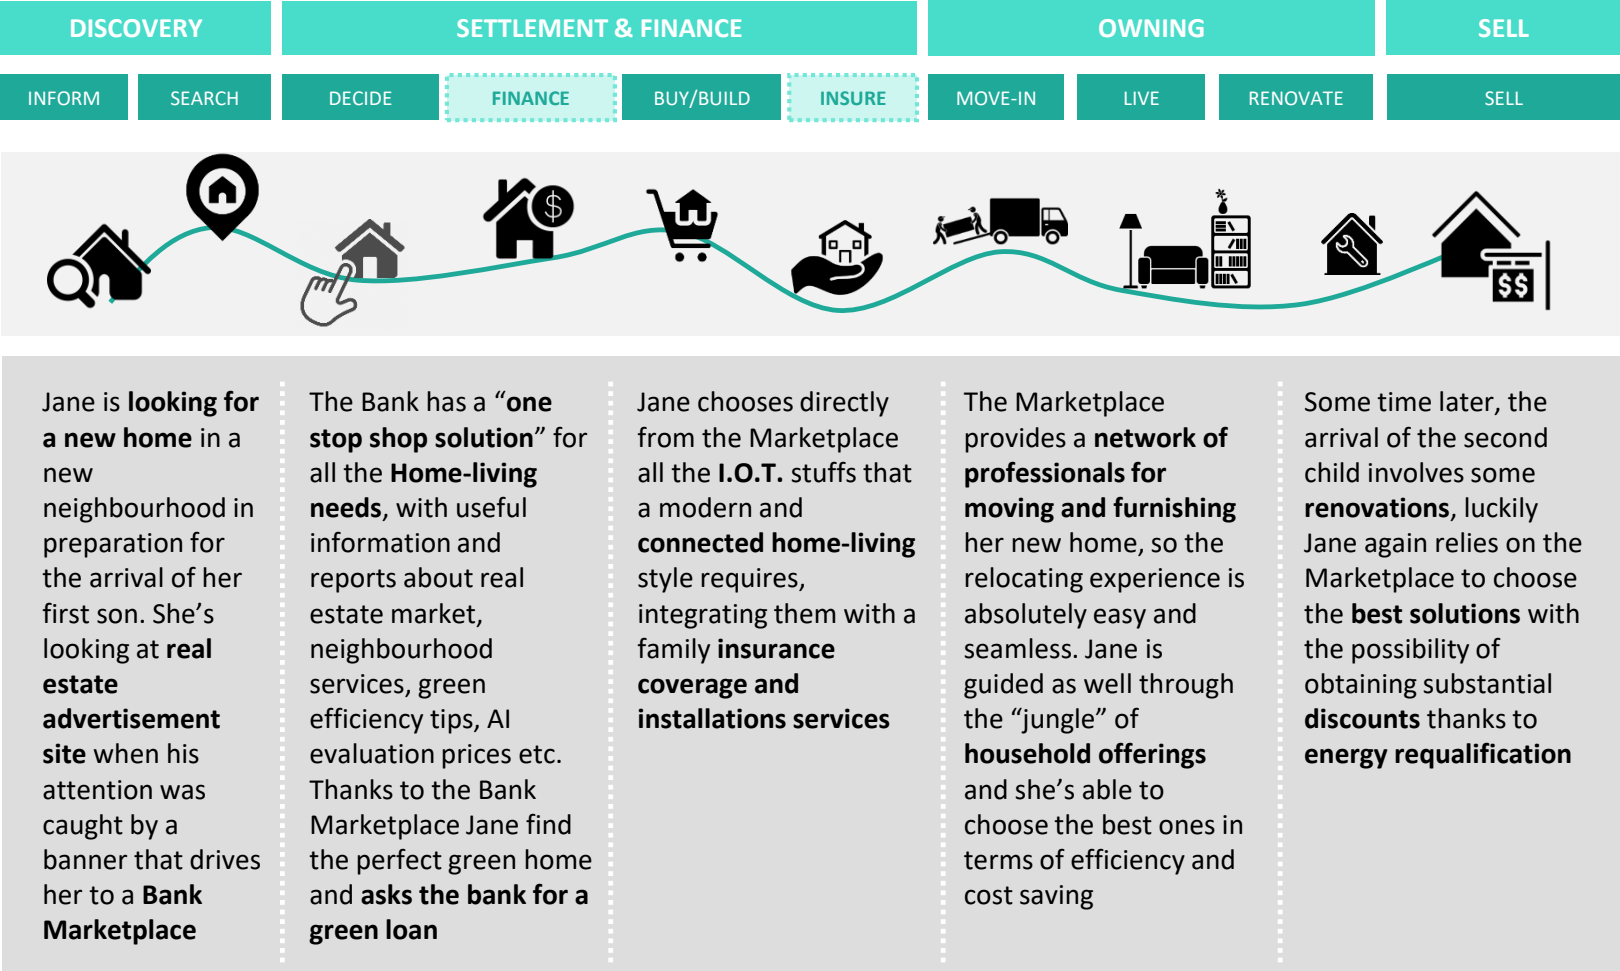 DISCOVERY
SETTLEMENT & FINANCE
OWNING
SELL
INFORM
SEARCH
DECIDE
FINANCE
BUY/BUILD
INSURE
MOVE-IN
LIVE
RENOVATE
SELL
$
$$
Jane is looking for
a new home in a
new
neighbourhood in
preparation for
the arrival of her
first son. She’s
looking at real
estate
advertisement
site when his
attention was
caught by a
banner that drives
her to a Bank
Marketplace
The Bank has a “one
stop shop solution” for
all the Home-living
needs, with useful
information and
reports about real
estate market,
neighbourhood
services, green
efficiency tips, AI
evaluation prices etc.
Thanks to the Bank
Marketplace Jane find
the perfect green home
and asks the bank for a
green loan
Jane chooses directly
from the Marketplace
all the I.O.T. stuffs that
a modern and
connected home-living
style requires,
integrating them with a
family insurance
coverage and
installations services
The Marketplace
provides a network of
professionals for
moving and furnishing
her new home, so the
relocating experience is
absolutely easy and
seamless. Jane is
guided as well through
the “jungle” of
household offerings
and she’s able to
choose the best ones in
terms of efficiency and
cost saving
Some time later, the
arrival of the second
child involves some
renovations, luckily
Jane again relies on the
Marketplace to choose
the best solutions with
the possibility of
obtaining substantial
discounts thanks to
energy requalification